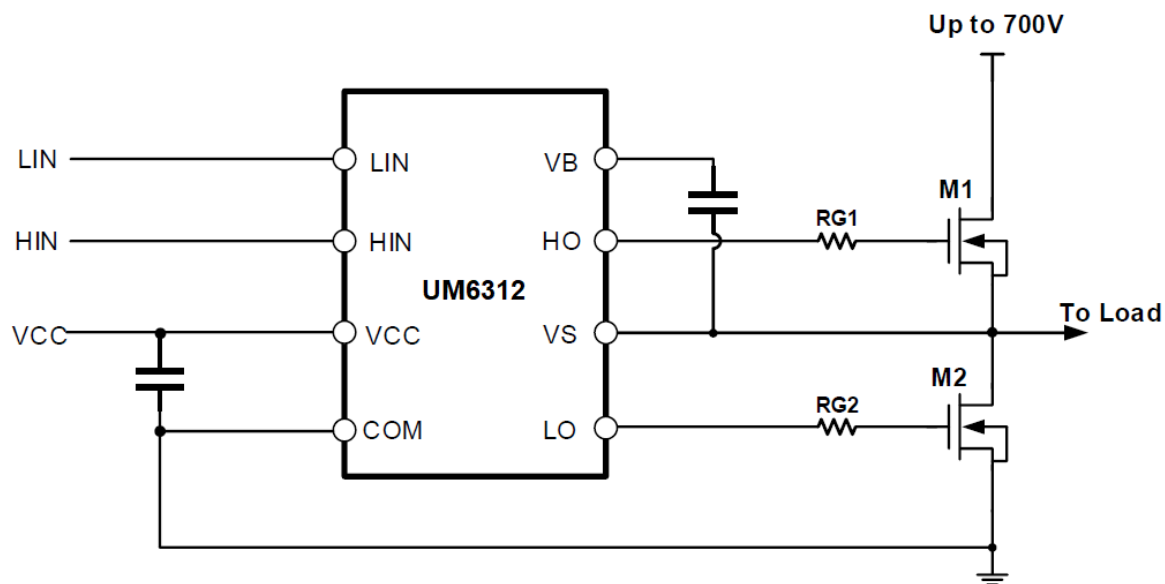 Up to 700V
LIN
LIN
VB
M1
HIN
HIN
HO
RG1
UM6312
VCC
VCC
VS
To Load
M2
COM
LO
RG2